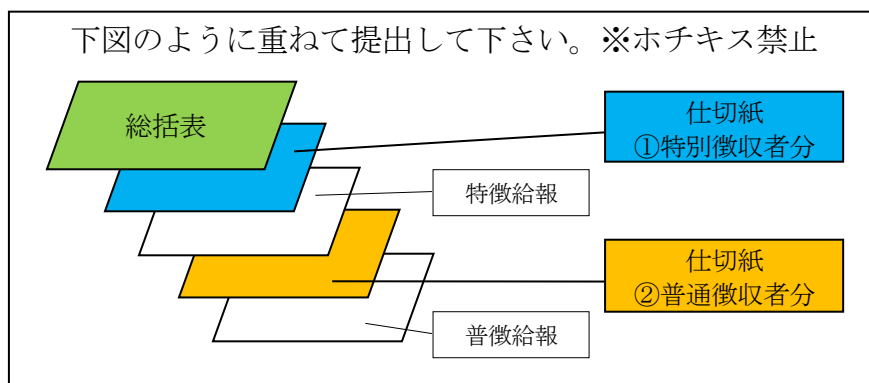 下図のように重ねて提出して下さい。※ホチキス禁止
総括表
仕切紙
①特別徴収者分
特徴給報
仕切紙
②普通徴収者分
普徴給報